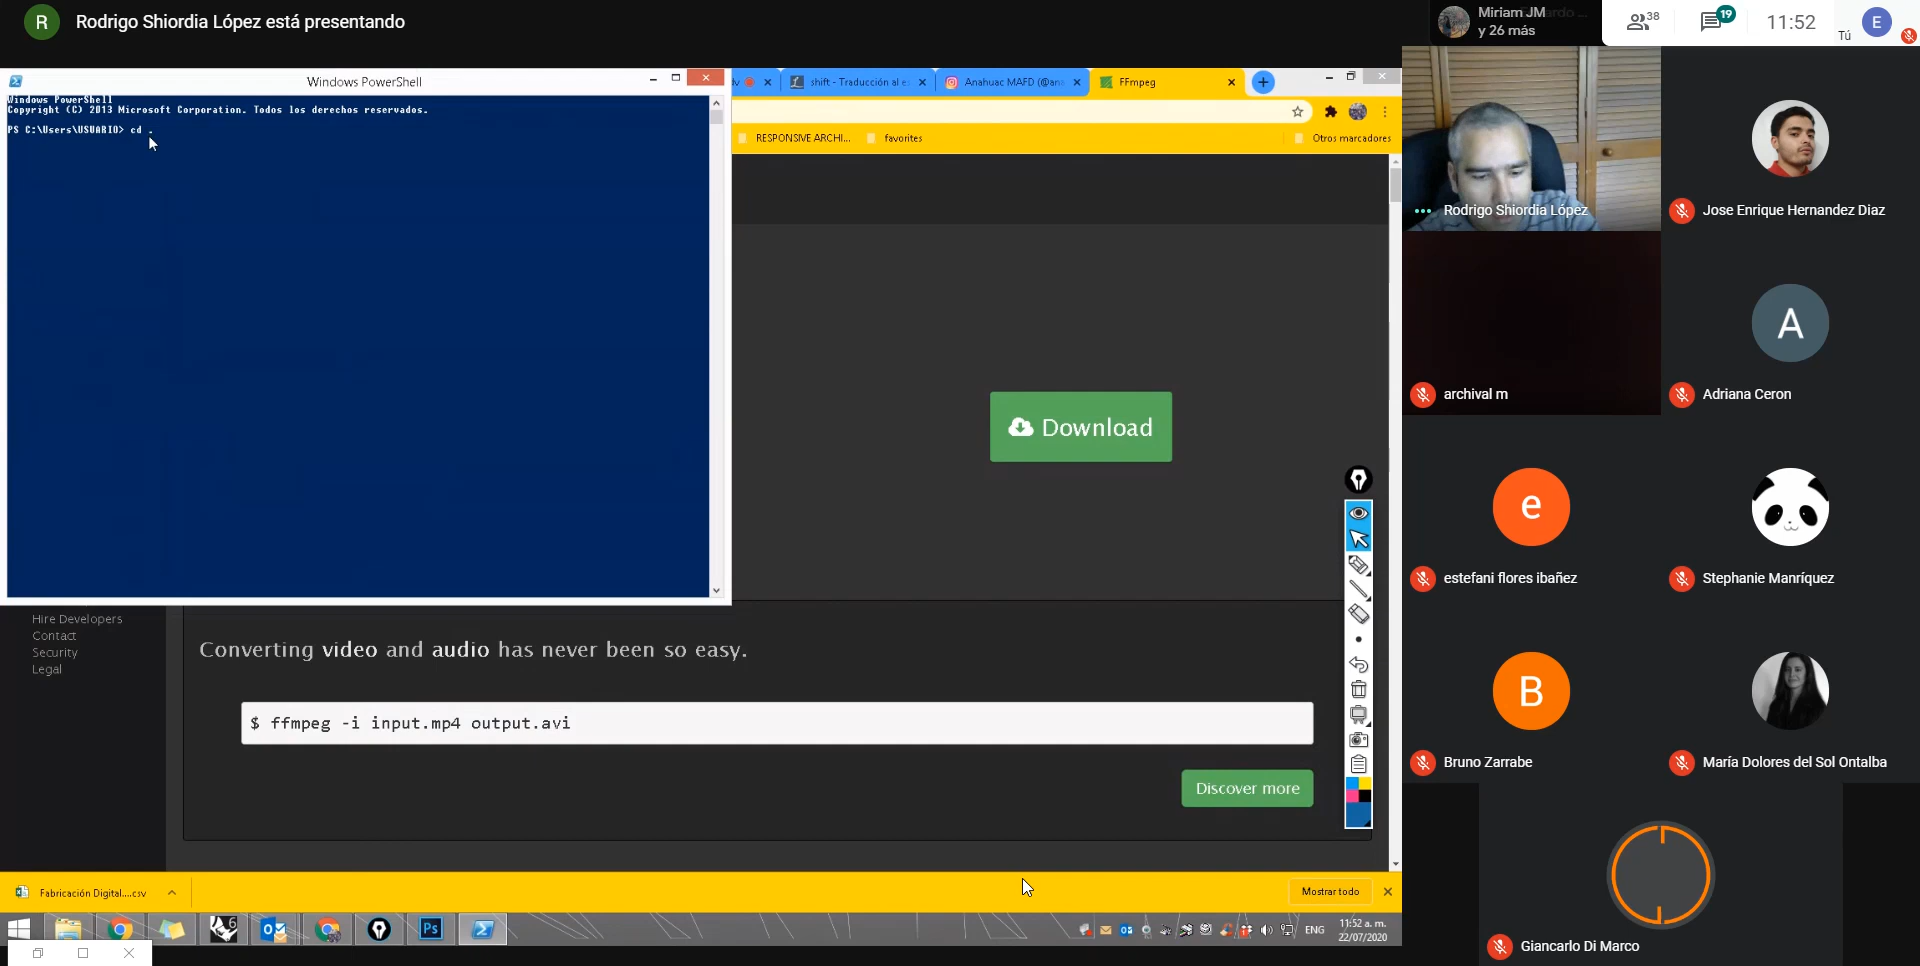 R
Rodrigo Shiordia López está presentando
Miriam JM
y 26 más
38
19
11:52
Tú
E
Windows PowerShell
shift - Traducción al e
Anahuac MAFD (@ana
FFmpeg
Windows PowerShell
Copyright (C) 2013 Microsoft Corporation. Todos los derechos reservados.
PS C:\Users\USUARIO> cd .
RESPONSIVE ARCHI...
favorites
Otros marcadores
Download
Hire Developers
Contact
Security
Legal
Converting video and audio has never been so easy.
$ ffmpeg -i input.mp4 output.avi
Discover more
Fabricación Digital....csv
Mostrar todo
6
Ps
ENG
11:52 a. m.
22/07/2020
Rodrigo Shiordia López
Jose Enrique Hernandez Diaz
archival m
A
Adriana Ceron
e
estefani flores ibañez
Stephanie Manríquez
B
Bruno Zarrabe
María Dolores del Sol Ontalba
Giancarlo Di Marco